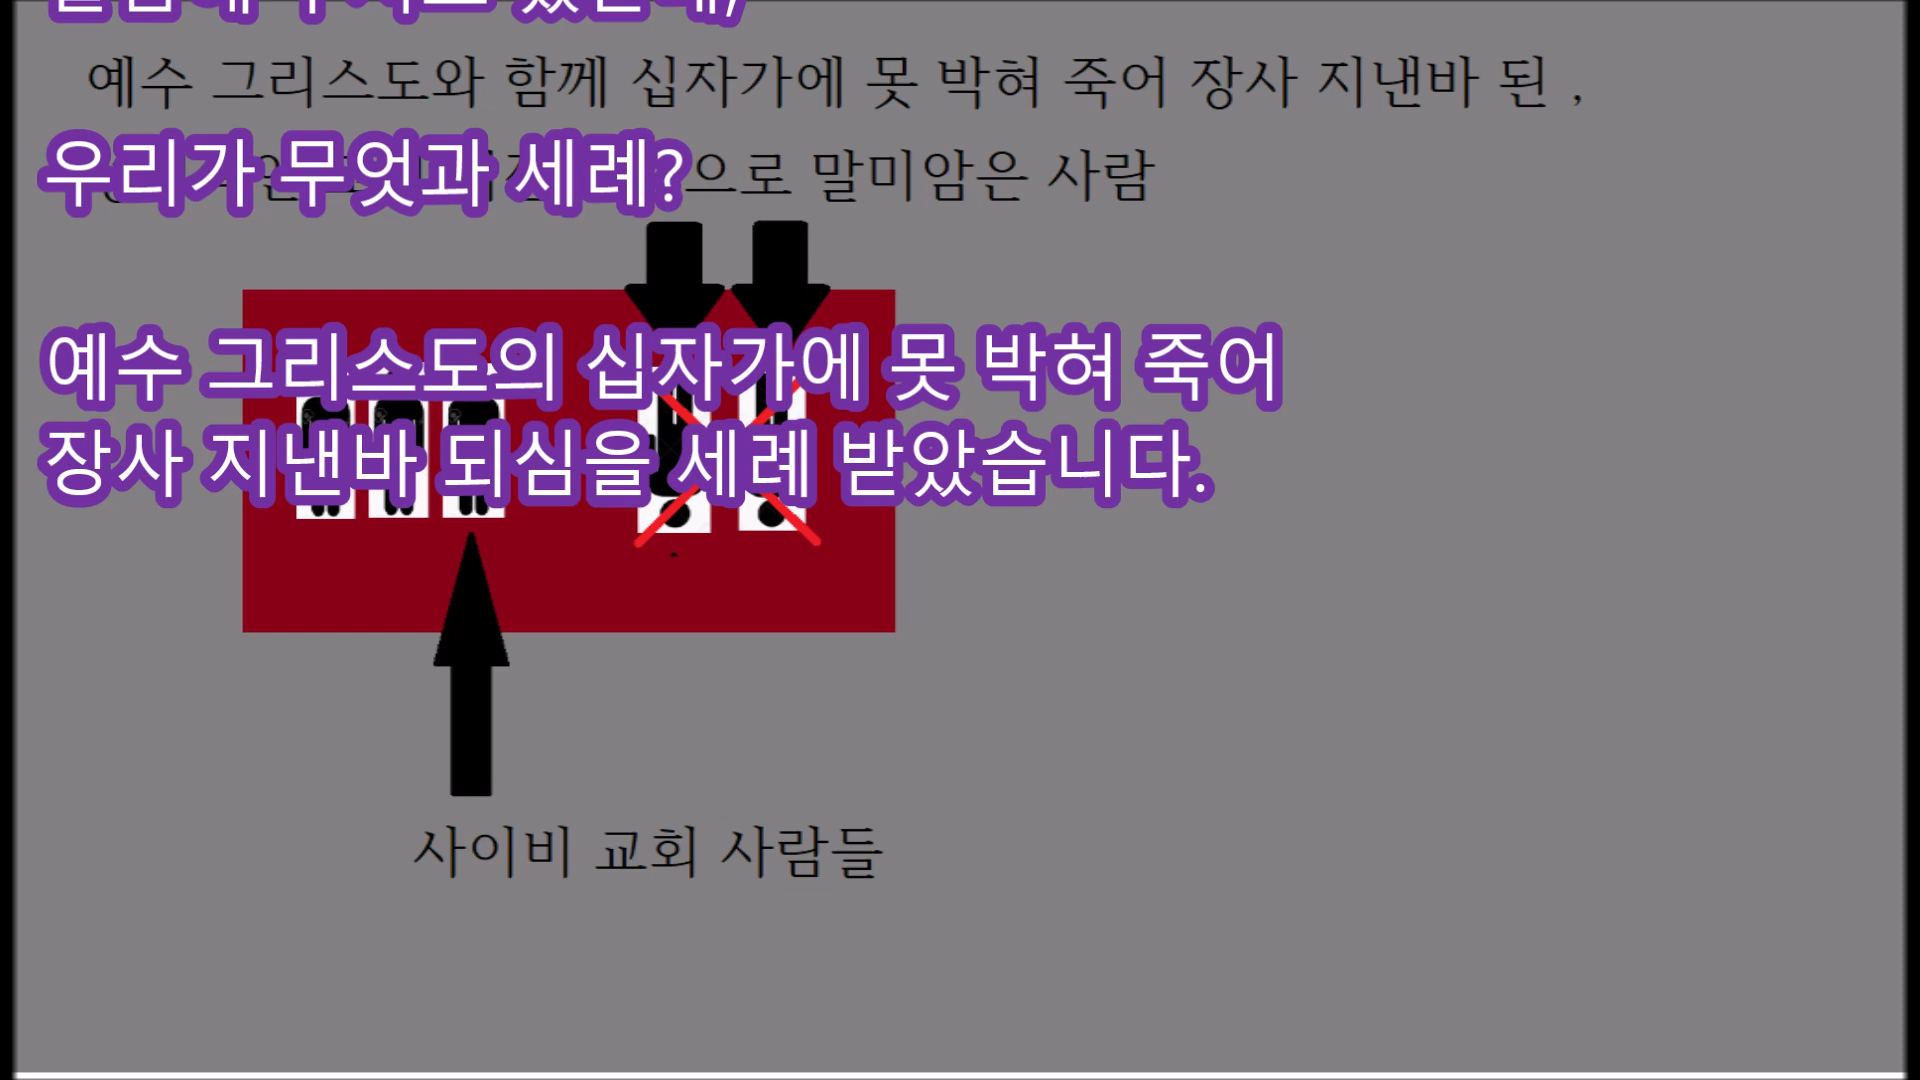 예수 그리스도와 함께 십자가에 못 박혀 죽어 장사 지낸바 된 ,
우리가 무엇과 세례?
으로 말미암은 사람
예수 그리스도의 십자가에 못 박혀 죽어
장사 지낸바 되심을 세례 받았습니다.
사이비 교회 사람들